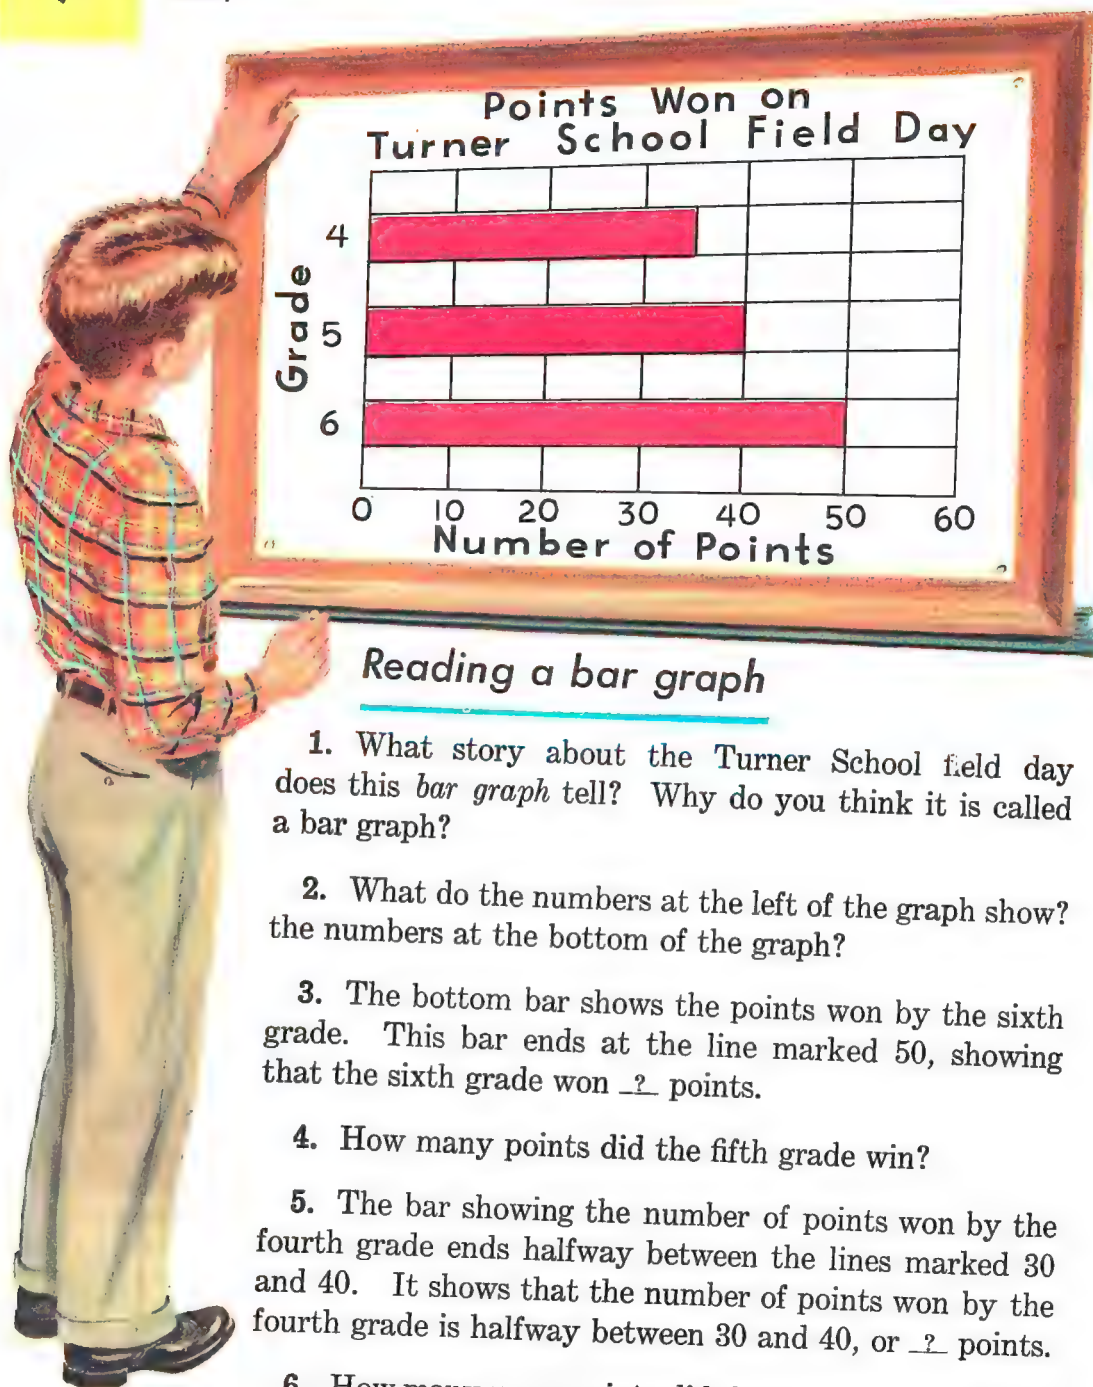 Points Won on
Turner School Field Day
Grade
4
5
6
0 10 20 30 40 50 60
Number of Points
Reading a bar graph
1. What story about the Turner School field day
does this bar graph tell? Why do you think it is called
a bar graph?
2. What do the numbers at the left of the graph show?
the numbers at the bottom of the graph?
3. The bottom bar shows the points won by the sixth
grade. This bar ends at the line marked 50, showing
that the sixth grade won ? points.
4. How many points did the fifth grade win?
5. The bar showing the number of points won by the
fourth grade ends halfway between the lines marked 30
and 40. It shows that the number of points won by the
fourth grade is halfway between 30 and 40, or ? points.
6. How many